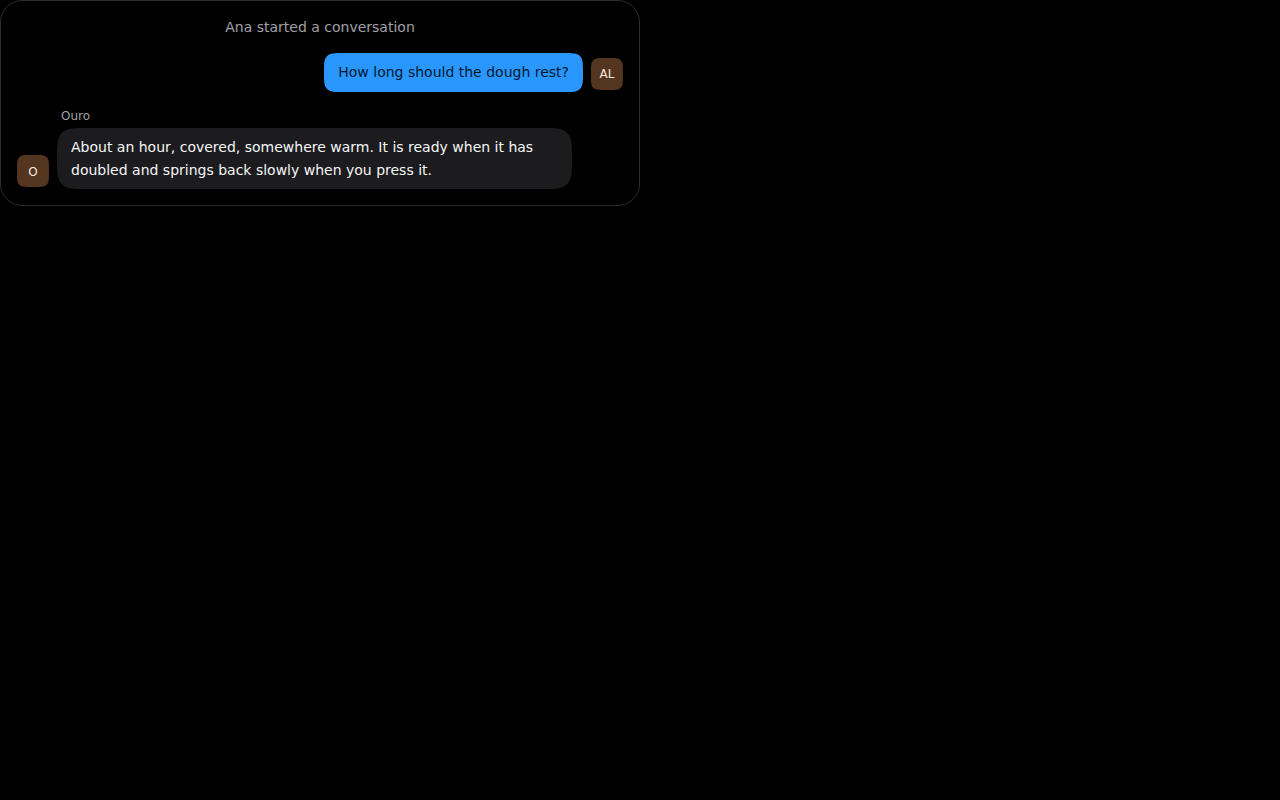 Ana started a conversation
How long should the dough rest?
AL
Ouro
About an hour, covered, somewhere warm. It is ready when it has
doubled and springs back slowly when you press it.
O